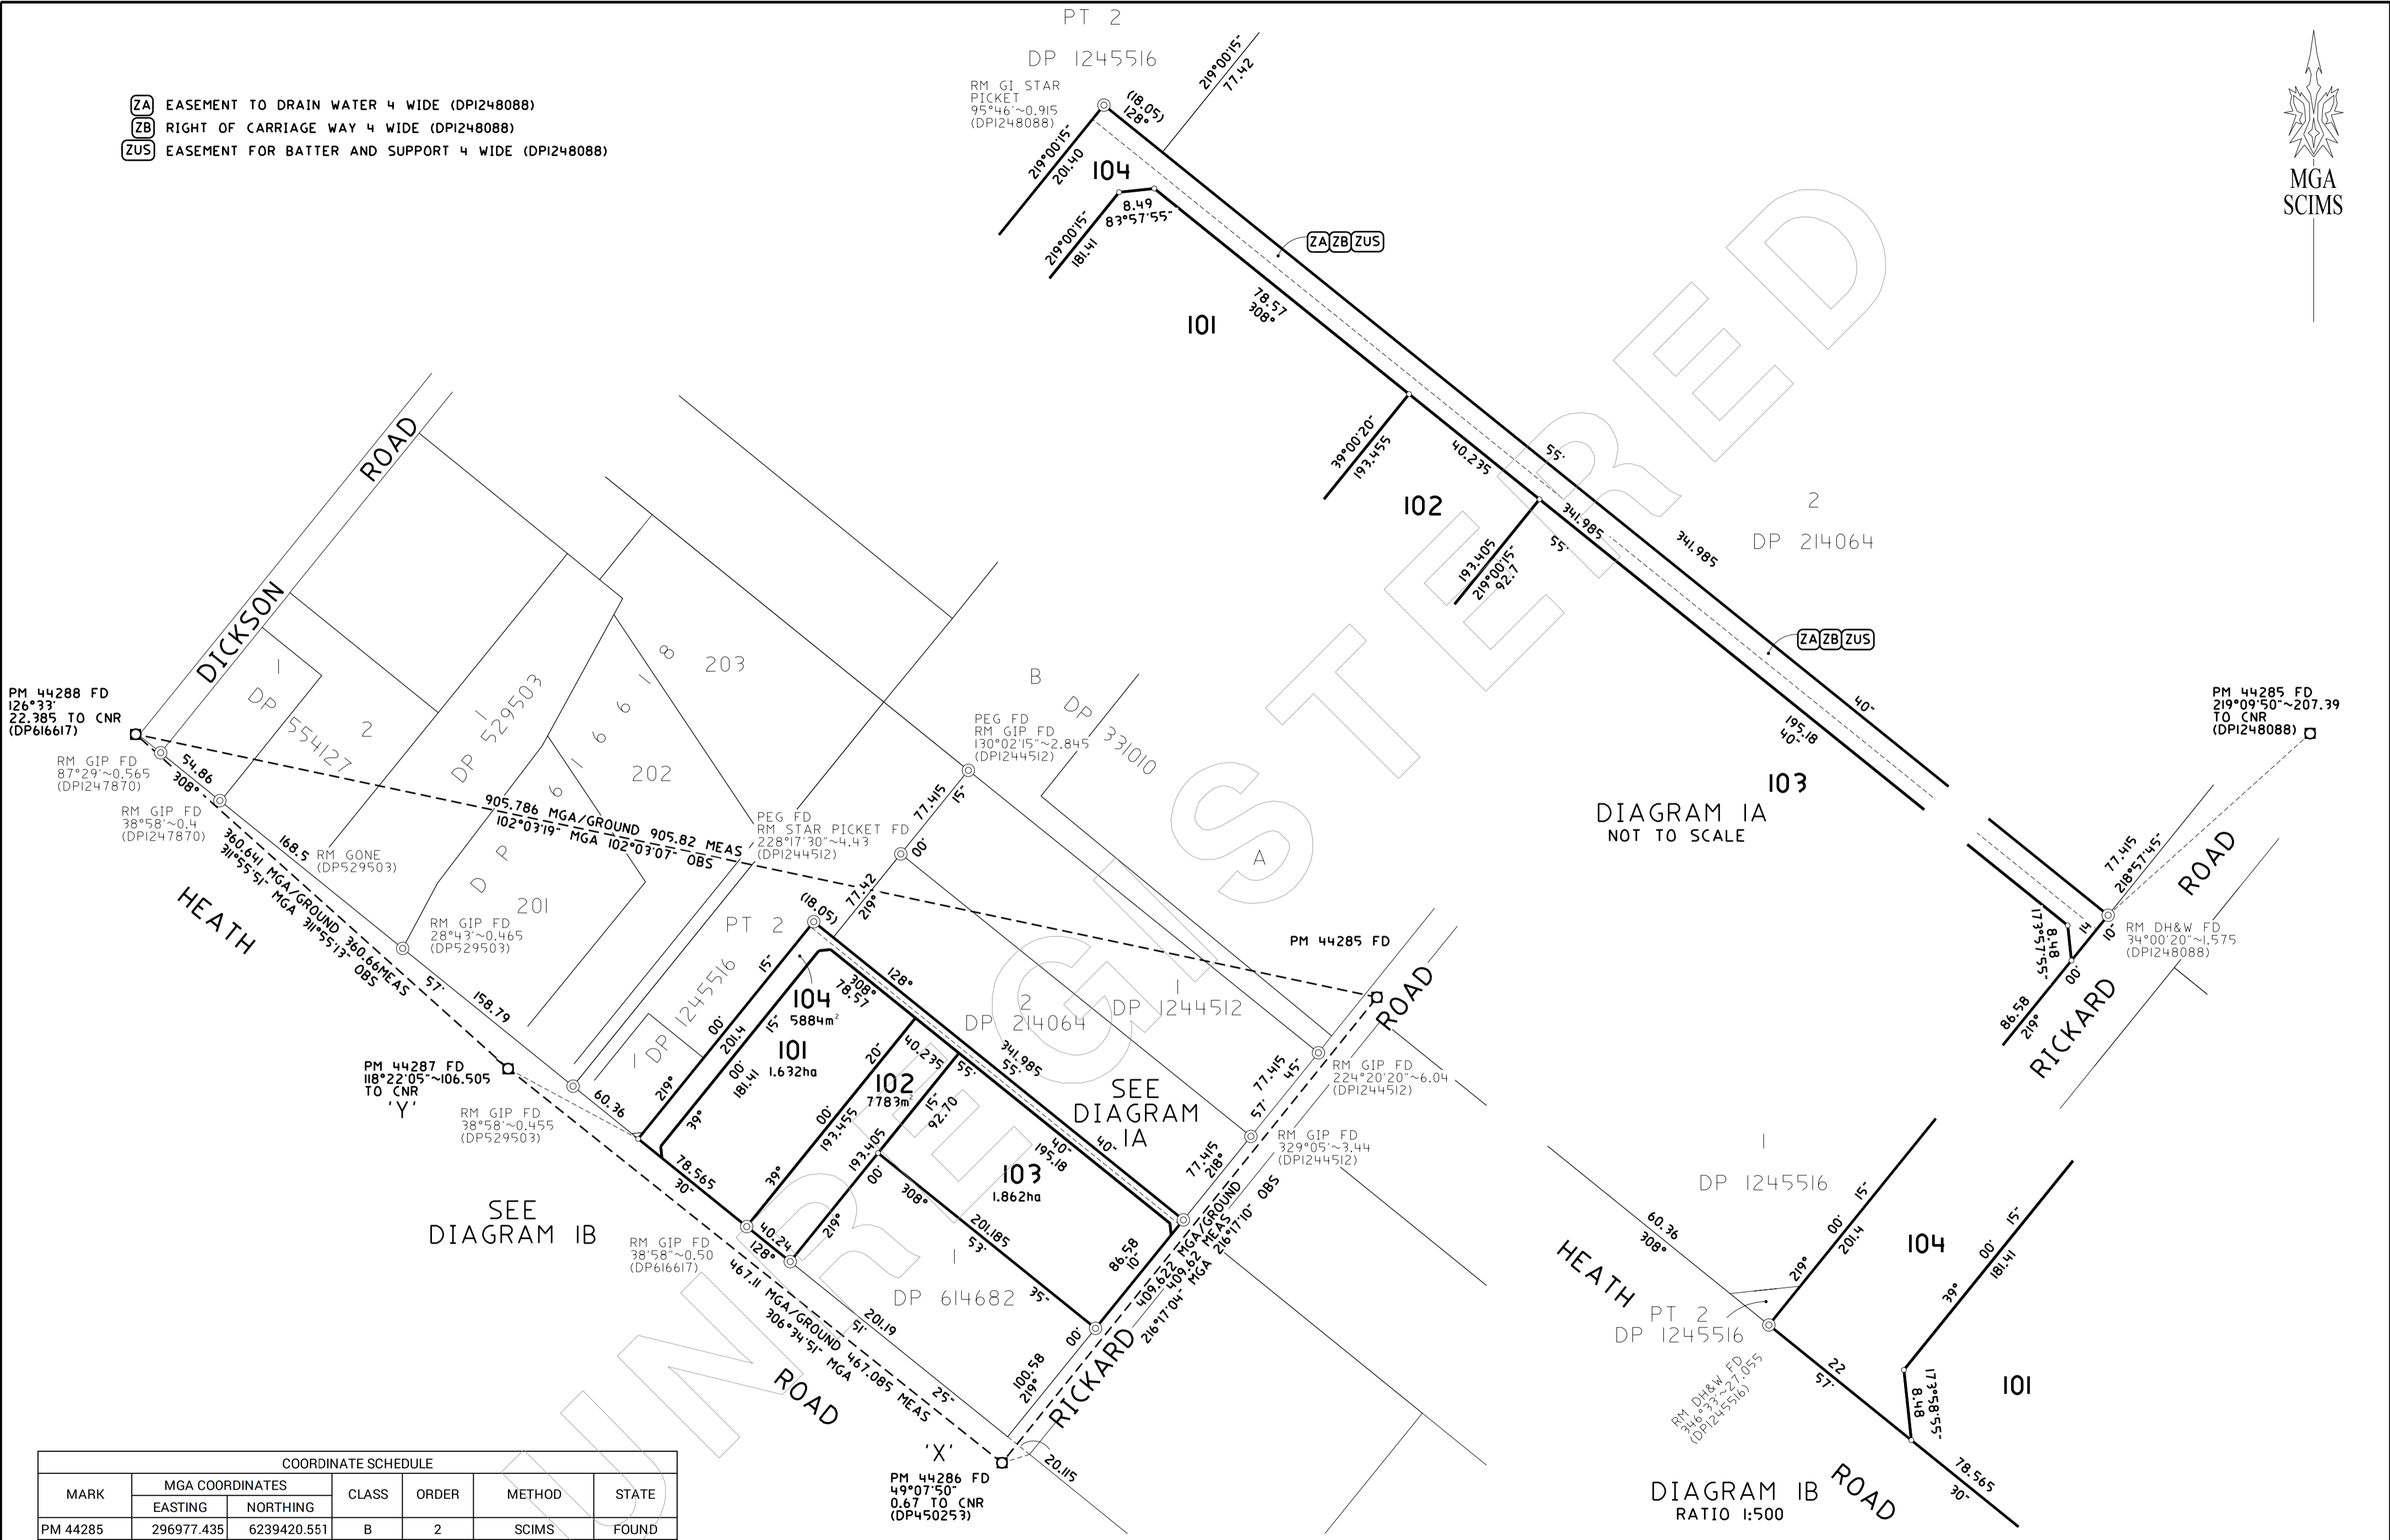 ZA EASEMENT TO DRAIN WATER 4 WIDE (DP1248088)
ZB RIGHT OF CARRIAGE WAY 4 WIDE (DP1248088)
ZUS EASEMENT FOR BATTER AND SUPPORT 4 WIDE (DP1248088)
PT 2
DP 1245516
RM GI STAR
PICKET
95°46'~0.915
(DP1248088)
(18.05)
128°
219°00'15"
77.42
219°00'15"
201.40
104
8.49
83°57'55"
219°00'15"
181.41
ZA ZB ZUS
78.57
308°
101
39°00'20"
193.455
40.235
102
193.405
219°00'15"
92.7
341.985
55'
55'
341.985
2
DP 214064
ZA ZB ZUS
40"
195.18
40"
103
DIAGRAM 1A
NOT TO SCALE
PM 44285 FD
219°09'50"~207.39
TO CNR
(DP1248088)
77.415
218°57'45"
ROAD
14
10"
RM DH&W FD
34°00'20"~1.575
(DP1248088)
173°57'55"
8.48
00'
86.58
219°
RICKARD
MGA
SCIMS
DICKSON ROAD
PM 44288 FD
126°33'
22.385 TO CNR
(DP616617)
RM GIP FD
87°29'~0.565
(DP1247870)
RM GIP FD
38°58'~0.4
(DP1247870)
54.86
308°
1
DP 554127
2
1
DP 529503
DP 616618
203
202
201
168.5
RM GONE
(DP529503)
360.641 MGA/GROUND 360.66MEAS
311°55'51" MGA 311°55'13" OBS
905.786 MGA/GROUND 905.82 MEAS
102°03'19" MGA 102°03'07" OBS
HEATH
RM GIP FD
28°43'~0.465
(DP529503)
57'
158.79
PEG FD
RM STAR PICKET FD
228°17'30"~4.43
(DP1244512)
PEG FD
RM GIP FD
130°02'15"~2.845
(DP1244512)
B
DP 331010
A
77.415
15"
00'
77.42
219°
(18.05)
PT 2
1 DP 1245516
15"
00'
201.4
219°
128°
308°
78.57
104
5884m²
15"
00'
181.41
39°
101
1.632ha
20"
00'
193.455
39°
40.235
55'
102
7783m²
15"
92.70
193.405
00'
219°
341.985
55'
2
DP 214064
1
DP 1244512
PM 44285 FD
ROAD
RM GIP FD
224°20'20"~6.04
(DP1244512)
77.415
45"
57'
RM GIP FD
329°05'~3.44
(DP1244512)
77.415
218°
SEE
DIAGRAM
1A
40"
40"
195.18
103
1.862ha
308°
201.185
53'
35"
86.58
10"
00'
409.622 MGA/GROUND
409.62 MEAS
216°17'04" MGA 216°17'10" OBS
PM 44287 FD
118°22'05"~106.505
TO CNR
'Y'
RM GIP FD
38°58'~0.455
(DP529503)
60.36
78.565
30"
SEE
DIAGRAM 1B
RM GIP FD
38°58'~0.50
(DP616617)
40.24
128°
467.11 MGA/GROUND 467.085 MEAS
306°34'51" MGA
1
DP 614682
201.19
51'
25"
ROAD
100.58
219°
RICKARD
'X'
PM 44286 FD
49°07'50"
0.67 TO CNR
(DP450253)
20.115
1
DP 1245516
60.36
308°
HEATH
PT 2
DP 1245516
15"
00'
201.4
219°
104
15"
00'
181.41
39°
RM DH&W FD
346°33'~27.055
(DP1245516)
22
57'
173°58'55"
8.48
101
78.565
30"
DIAGRAM 1B
RATIO 1:500
ROAD
UNREGISTERED
COORDINATE SCHEDULE
MARK MGA COORDINATES CLASS ORDER METHOD STATE
EASTING NORTHING
PM 44285 296977.435 6239420.551 B 2 SCIMS FOUND